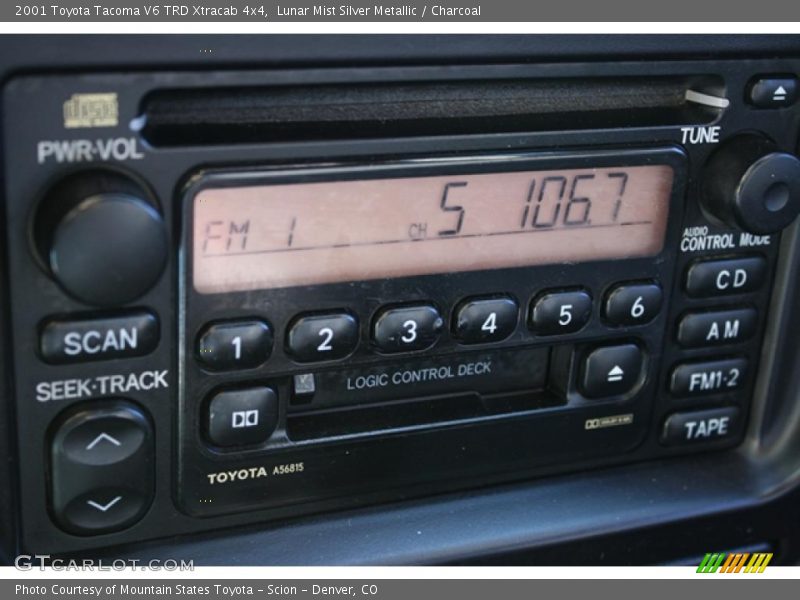 2001 Toyota Tacoma V6 TRD Xtracab 4x4, Lunar Mist Silver Metallic / Charcoal
PWR·VOL
TUNE
FM 1 CH 5 106.7
AUDIO
CONTROL MODE
CD
SCAN
1 2 3 4 5 6
AM
SEEK·TRACK
LOGIC CONTROL DECK
FM1·2
TAPE
TOYOTA A56815
GTCARLOT.COM
Photo Courtesy of Mountain States Toyota - Scion - Denver, CO